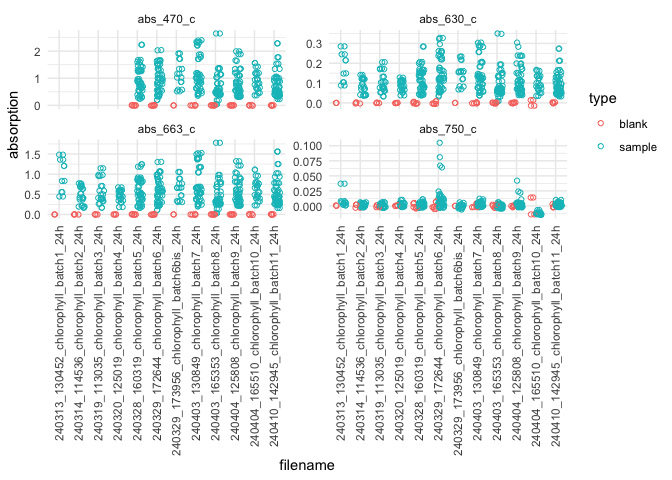 abs_470_c
abs_630_c
2
1
0
0.3
0.2
0.1
0.0
absorption
type
blank
sample
abs_663_c
abs_750_c
1.5
1.0
0.5
0.0
0.100
0.075
0.050
0.025
0.000
240313_130452_chlorophyll_batch1_24h
240314_114536_chlorophyll_batch2_24h
240319_113035_chlorophyll_batch3_24h
240320_125019_chlorophyll_batch4_24h
240328_160319_chlorophyll_batch5_24h
240329_172644_chlorophyll_batch6_24h
240329_173956_chlorophyll_batch6bis_24h
240403_130849_chlorophyll_batch7_24h
240403_165353_chlorophyll_batch8_24h
240404_125808_chlorophyll_batch9_24h
240404_165510_chlorophyll_batch10_24h
240410_142945_chlorophyll_batch11_24h
240313_130452_chlorophyll_batch1_24h
240314_114536_chlorophyll_batch2_24h
240319_113035_chlorophyll_batch3_24h
240320_125019_chlorophyll_batch4_24h
240328_160319_chlorophyll_batch5_24h
240329_172644_chlorophyll_batch6_24h
240329_173956_chlorophyll_batch6bis_24h
240403_130849_chlorophyll_batch7_24h
240403_165353_chlorophyll_batch8_24h
240404_125808_chlorophyll_batch9_24h
240404_165510_chlorophyll_batch10_24h
240410_142945_chlorophyll_batch11_24h
filename